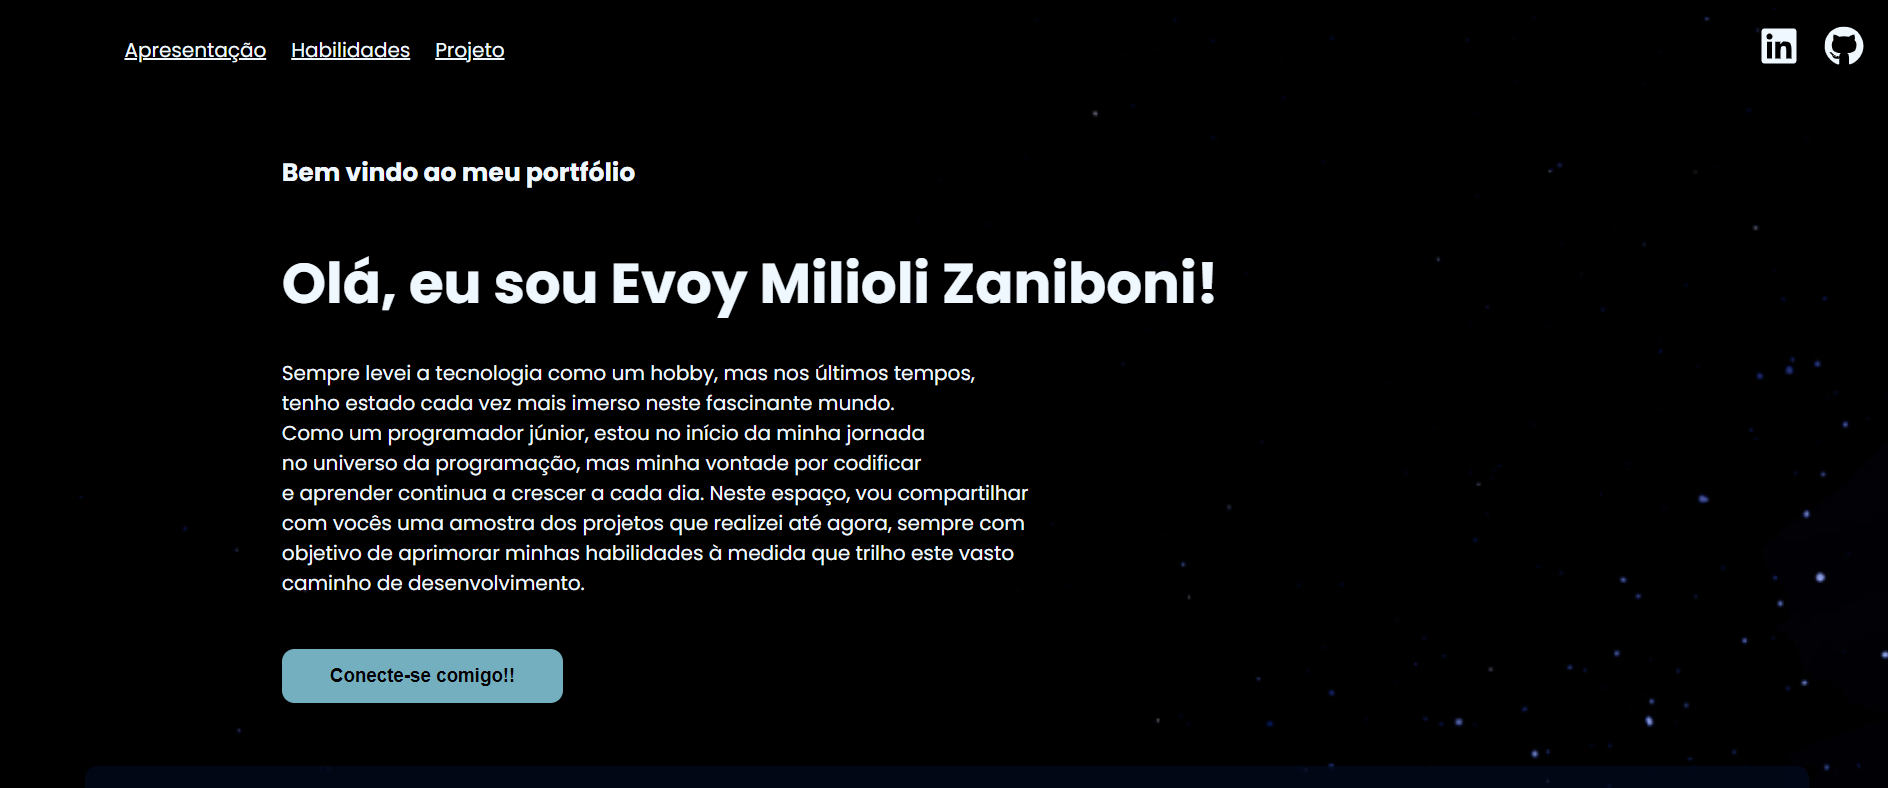 Apresentação Habilidades Projeto
in
Bem vindo ao meu portfólio
Olá, eu sou Evoy Milioli Zaniboni!
Sempre levei a tecnologia como um hobby, mas nos últimos tempos,
tenho estado cada vez mais imerso neste fascinante mundo.
Como um programador júnior, estou no início da minha jornada
no universo da programação, mas minha vontade por codificar
e aprender continua a crescer a cada dia. Neste espaço, vou compartilhar
com vocês uma amostra dos projetos que realizei até agora, sempre com
objetivo de aprimorar minhas habilidades à medida que trilho este vasto
caminho de desenvolvimento.
Conecte-se comigo!!